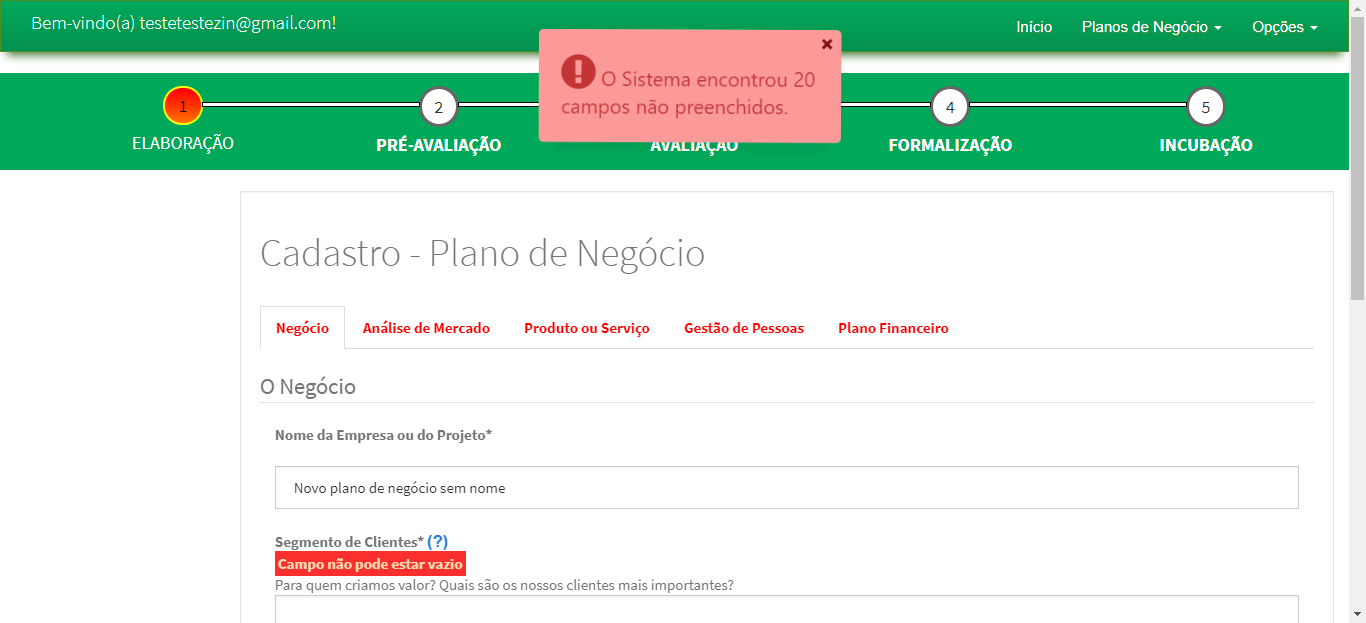 Bem-vindo(a) testetestezin@gmail.com!
Início Planos de Negócio Opções
O Sistema encontrou 20
campos não preenchidos.
1 2 4 5
ELABORAÇÃO PRÉ-AVALIAÇÃO AVALIAÇÃO FORMALIZAÇÃO INCUBAÇÃO
Cadastro - Plano de Negócio
Negócio Análise de Mercado Produto ou Serviço Gestão de Pessoas Plano Financeiro
O Negócio
Nome da Empresa ou do Projeto*
Novo plano de negócio sem nome
Segmento de Clientes* (?)
Campo não pode estar vazio
Para quem criamos valor? Quais são os nossos clientes mais importantes?